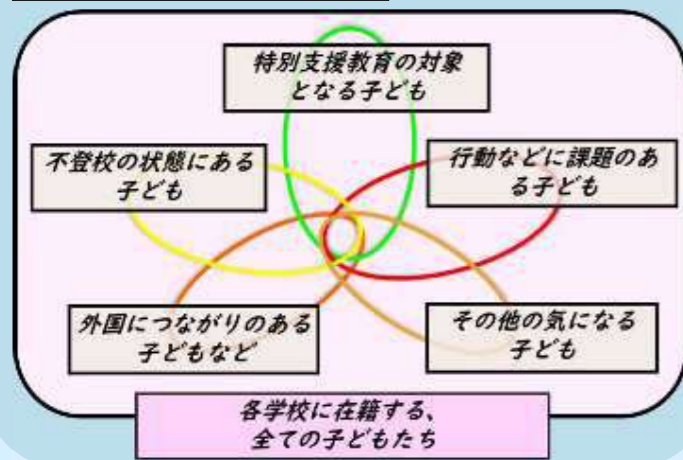 特別支援教育の対象
となる子ども
不登校の状態にある
子ども
行動などに課題のあ
る子ども
外国につながりのある
子どもなど
その他の気になる
子ども
各学校に在籍する、
全ての子どもたち